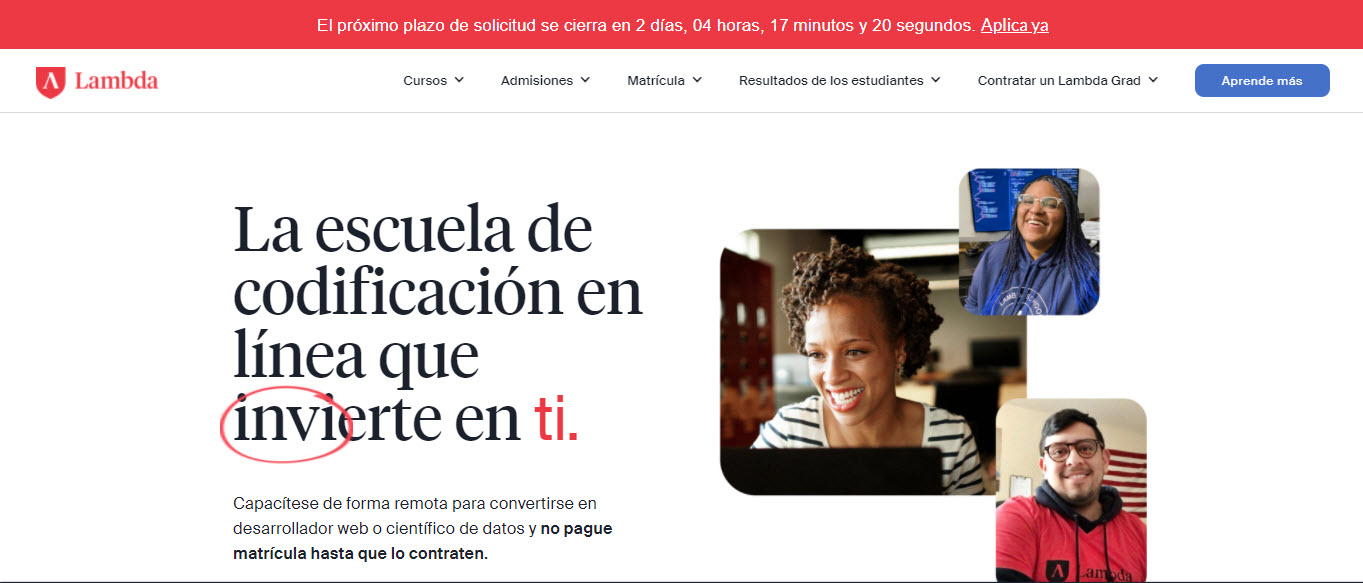 El próximo plazo de solicitud se cierra en 2 días, 04 horas, 17 minutos y 20 segundos. Aplica ya
Lambda
Cursos
Admisiones
Matrícula
Resultados de los estudiantes
Contratar un Lambda Grad
Aprende más
La escuela de
codificación en
línea que
invierte en ti.
Capacítese de forma remota para convertirse en
desarrollador web o científico de datos y no pague
matrícula hasta que lo contraten.
Lambda